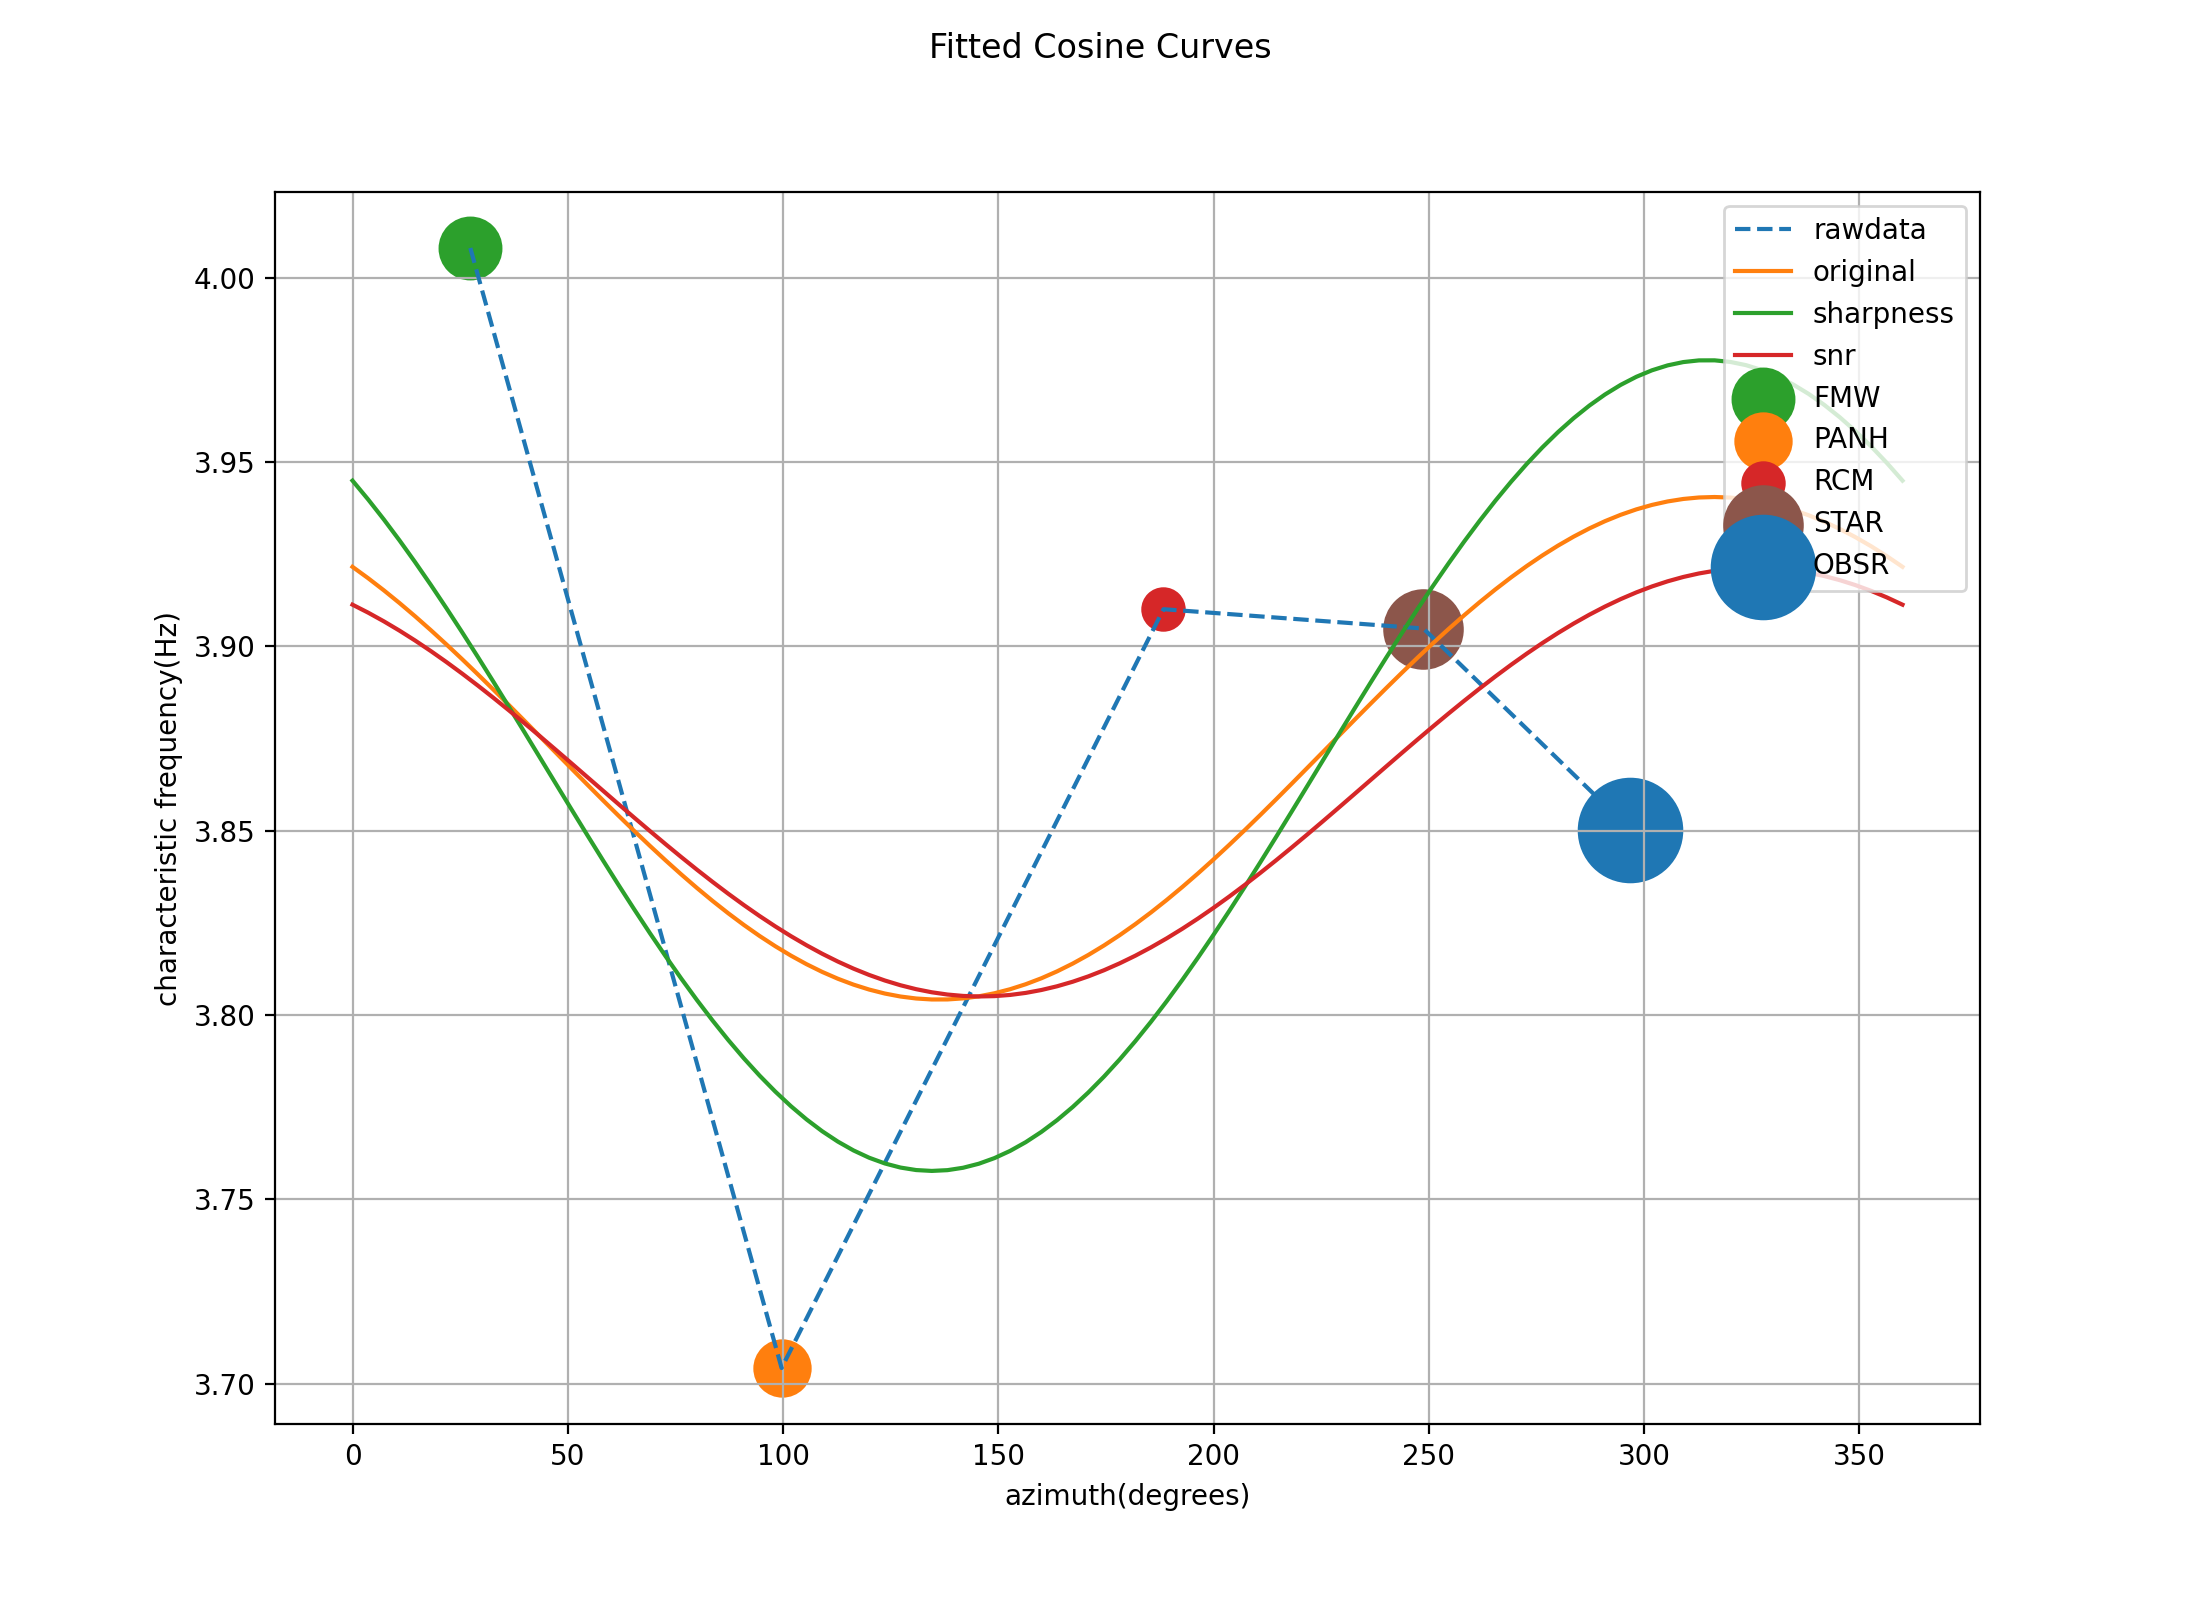 Fitted Cosine Curves
rawdata
original
sharpness
snr
FMW
PANH
RCM
STAR
OBSR
characteristic frequency(Hz)
4.00
3.95
3.90
3.85
3.80
3.75
3.70
0 50 100 150 200 250 300 350
azimuth(degrees)